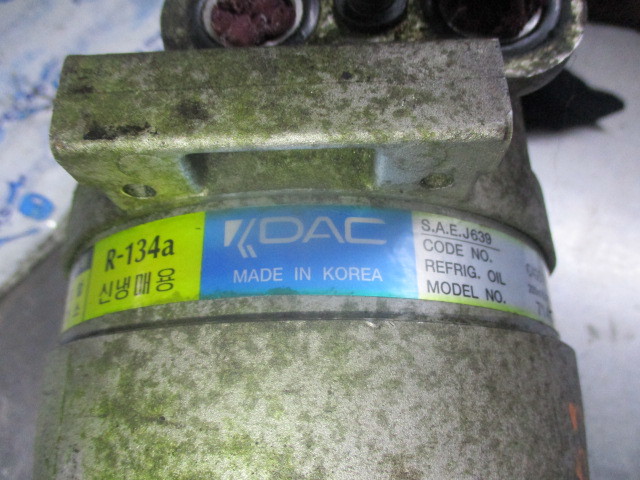 R-134a
신냉매용
DAC
MADE IN KOREA
S.A.E.J639
CODE NO.
REFRIG. OIL
MODEL NO.